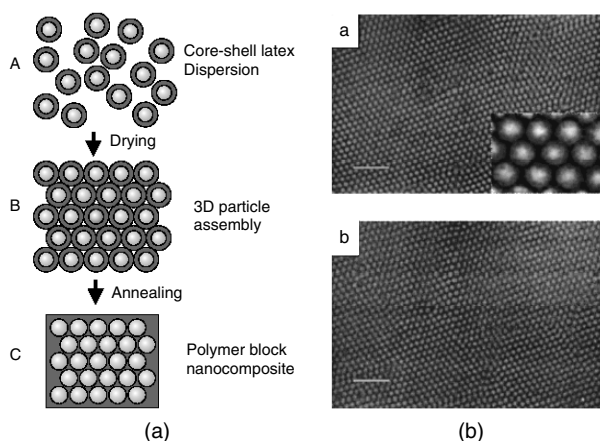 A
Core-shell latex
Dispersion
Drying
B
3D particle
assembly
Annealing
C
Polymer block
nanocomposite
(a)
a
b
(b)